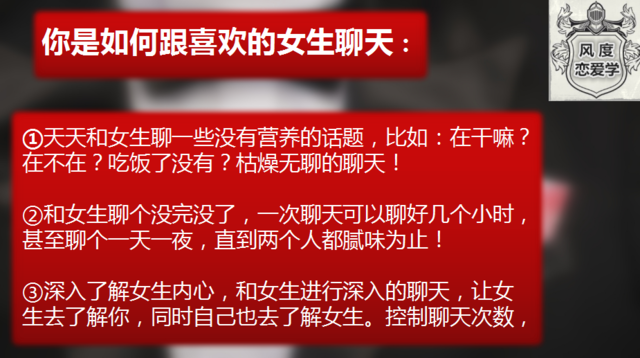 你是如何跟喜欢的女生聊天：
风度
恋爱学
①天天和女生聊一些没有营养的话题，比如：在干嘛？
在不在？吃饭了没有？枯燥无聊的聊天！
②和女生聊个没完没了，一次聊天可以聊好几个小时，
甚至聊个一天一夜，直到两个人都腻味为止！
③深入了解女生内心，和女生进行深入的聊天，让女
生去了解你，同时自己也去了解女生。控制聊天次数，